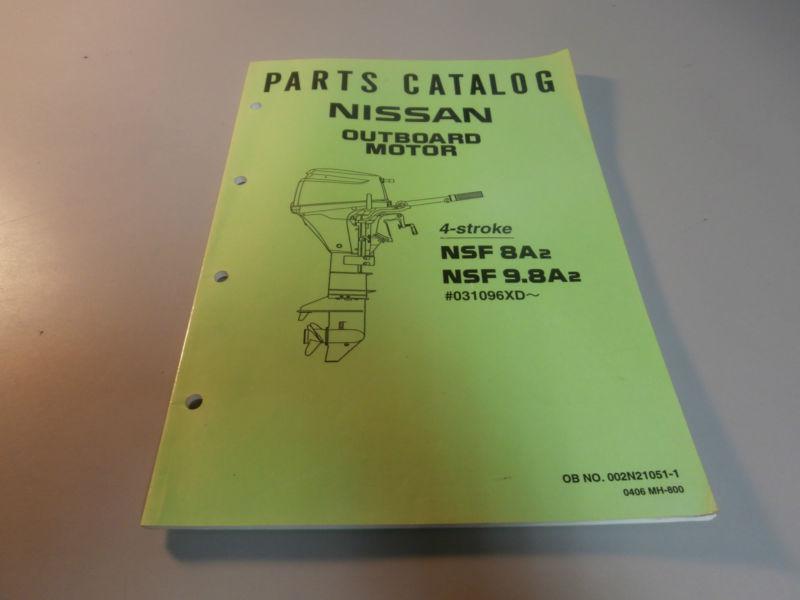 PARTS CATALOG
NISSAN
OUTBOARD
MOTOR
4-stroke
NSF 8A2
NSF 9.8A2
#031096XD～
OB NO. 002N21051-1
0406 MH-800